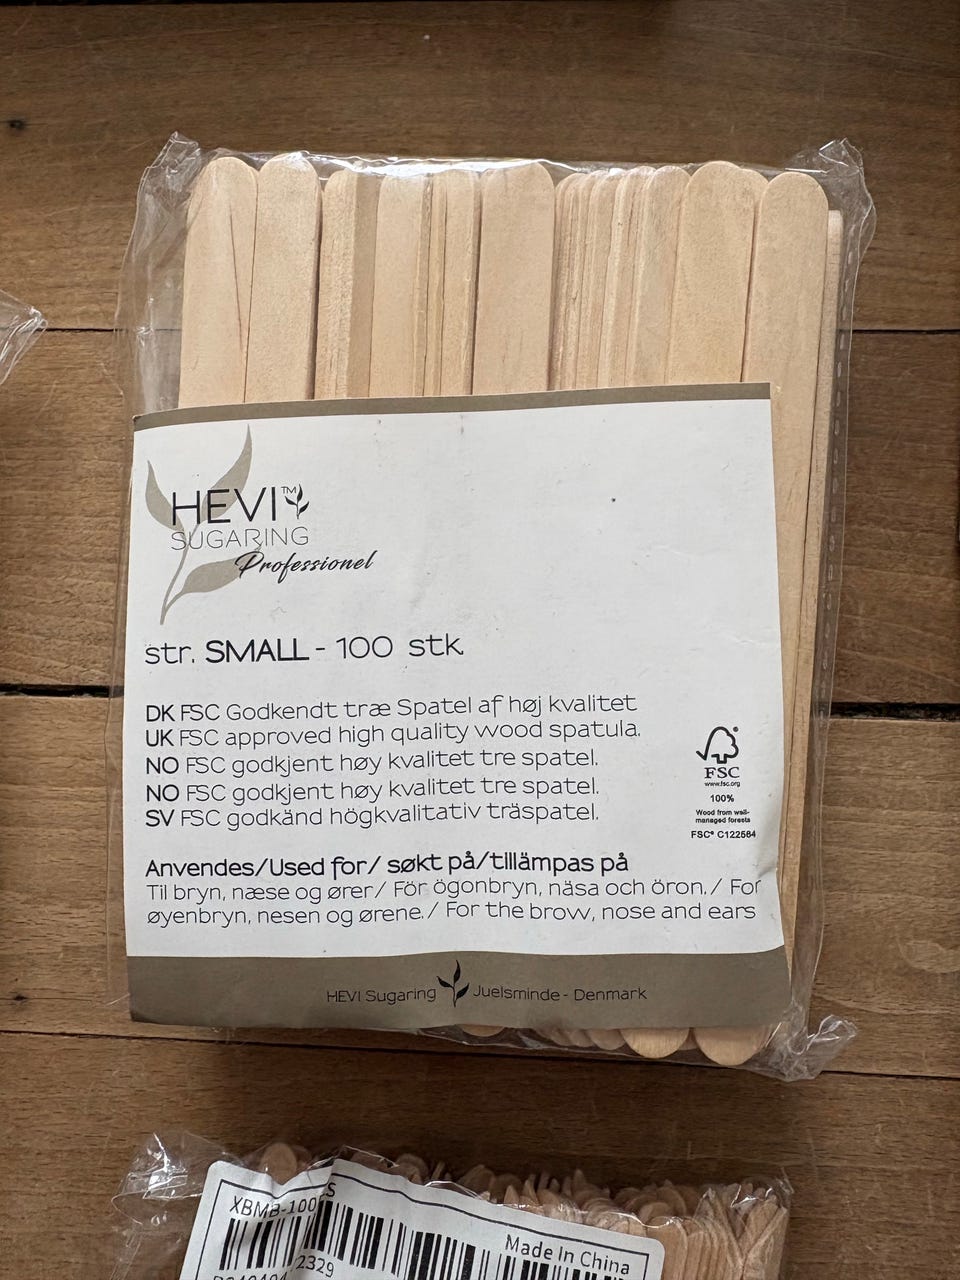 HEVI™
SUGARING
Professionel
str. SMALL - 100 stk.
DK FSC Godkendt træ Spatel af høj kvalitet
UK FSC approved high quality wood spatula.
NO FSC godkjent høy kvalitet tre spatel.
NO FSC godkjent høy kvalitet tre spatel.
SV FSC godkänd högkvalitativ träspatel.
FSC
www.fsc.org
100%
Wood from well-
managed forests
FSC® C122564
Anvendes/Used for/ søkt på/tillämpas på
Til bryn, næse og ører/ För ögonbryn, näsa och öron./ For
øyenbryn, nesen og ørene./ For the brow, nose and ears
HEVI Sugaring Juelsminde - Denmark
Made In China
2329